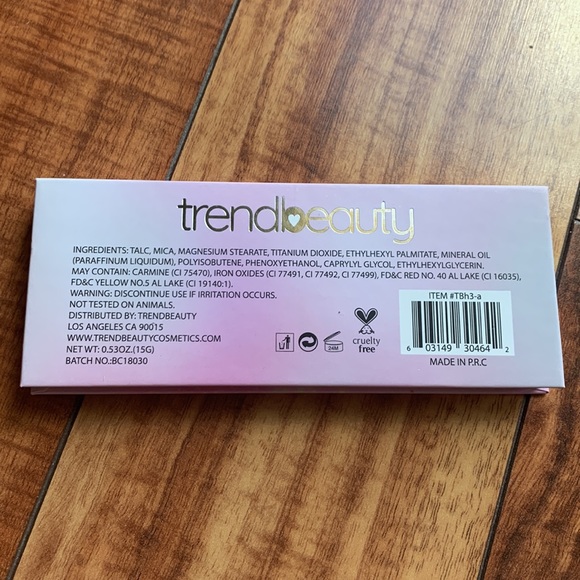 trendbeauty
INGREDIENTS: TALC, MICA, MAGNESIUM STEARATE, TITANIUM DIOXIDE, ETHYLHEXYL PALMITATE, MINERAL OIL
(PARAFFINUM LIQUIDUM), POLYISOBUTENE, PHENOXYETHANOL, CAPRYLYL GLYCOL, ETHYLHEXYLGLYCERIN.
MAY CONTAIN: CARMINE (CI 75470), IRON OXIDES (CI 77491, CI 77492, CI 77499), FD&C RED NO. 40 AL LAKE (CI 16035),
FD&C YELLOW NO.5 AL LAKE (CI 19140:1).
WARNING: DISCONTINUE USE IF IRRITATION OCCURS.
NOT TESTED ON ANIMALS.
DISTRIBUTED BY: TRENDBEAUTY
LOS ANGELES CA 90015
WWW.TRENDBEAUTYCOSMETICS.COM
NET WT: 0.53OZ.(15G)
BATCH NO.:BC18030
24M
cruelty
free
ITEM #TBh3-a
6 03149 30464 2
MADE IN P.R.C